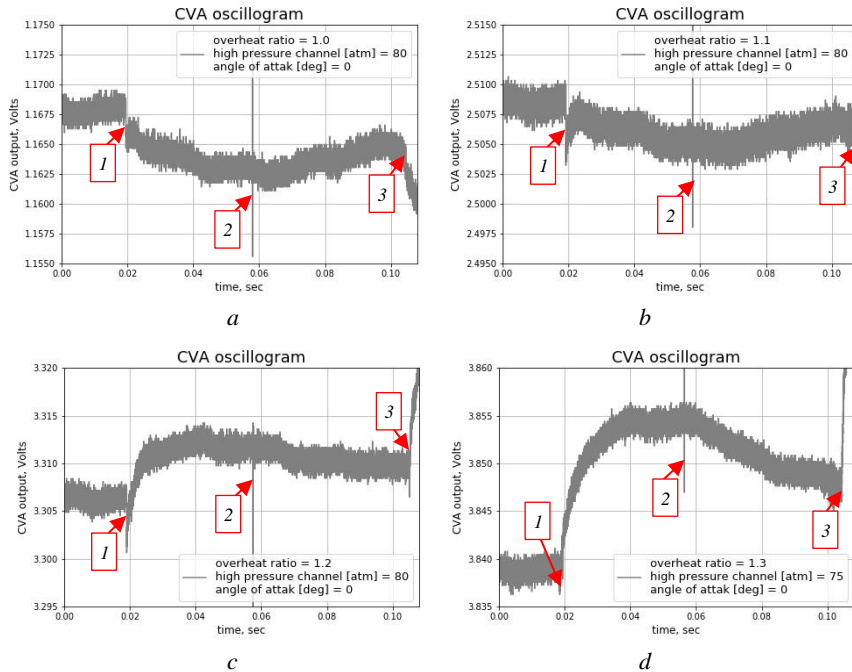 CVA oscillogram
1.1750
1.1725
1.1700
1.1675
1.1650
1.1625
1.1600
1.1575
1.1550
CVA output, Volts
overheat ratio = 1.0
high pressure channel [atm] = 80
angle of attak [deg] = 0
1
2
3
0.00 0.02 0.04 0.06 0.08 0.10
time, sec
a
CVA oscillogram
2.5150
2.5125
2.5100
2.5075
2.5050
2.5025
2.5000
2.4975
2.4950
CVA output, Volts
overheat ratio = 1.1
high pressure channel [atm] = 80
angle of attak [deg] = 0
1
2
3
0.00 0.02 0.04 0.06 0.08 0.10
time, sec
b
CVA oscillogram
3.320
3.315
3.310
3.305
3.300
3.295
CVA output, Volts
3
1
2
overheat ratio = 1.2
high pressure channel [atm] = 80
angle of attak [deg] = 0
0.00 0.02 0.04 0.06 0.08 0.10
time, sec
c
CVA oscillogram
3.860
3.855
3.850
3.845
3.840
3.835
CVA output, Volts
2
1
3
overheat ratio = 1.3
high pressure channel [atm] = 75
angle of attak [deg] = 0
0.00 0.02 0.04 0.06 0.08 0.10
time, sec
d